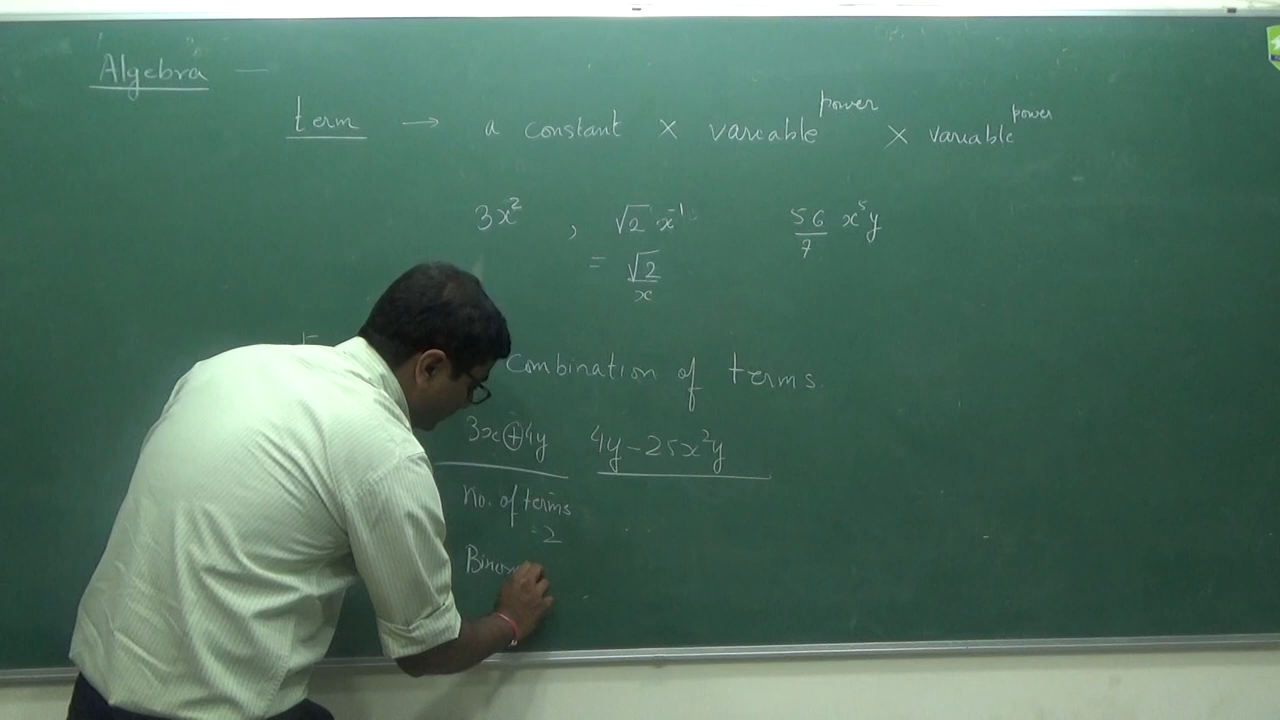 Algebra —
term → a constant × variable^power × variable^power
3x², √2 x⁻¹ 56/7 x⁵y
= √2/x
Combination of terms.
3x+4y 4y-25x²y
No. of terms
= 2
Binom